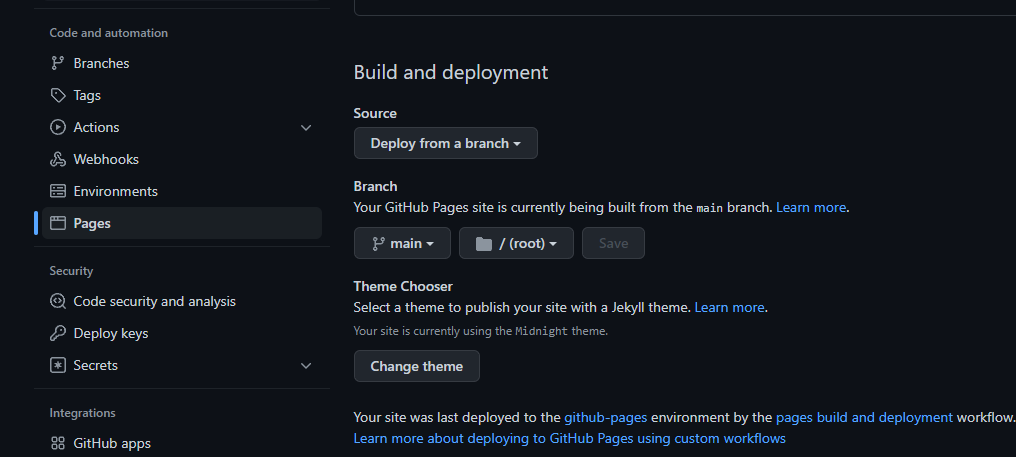 Code and automation
Branches
Tags
Actions
Webhooks
Environments
Pages
Security
Code security and analysis
Deploy keys
Secrets
Integrations
GitHub apps
Build and deployment
Source
Deploy from a branch
Branch
Your GitHub Pages site is currently being built from the main branch. Learn more.
main / (root) Save
Theme Chooser
Select a theme to publish your site with a Jekyll theme. Learn more.
Your site is currently using the Midnight theme.
Change theme
Your site was last deployed to the github-pages environment by the pages build and deployment workflow.
Learn more about deploying to GitHub Pages using custom workflows